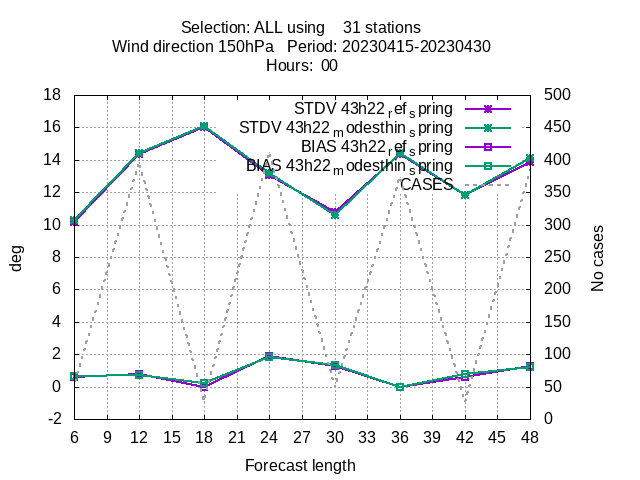 Selection: ALL using    31 stations
Wind direction 150hPa   Period: 20230415-20230430
Hours:  00
STDV 43h22_ref_spring
STDV 43h22_modesthin_spring
BIAS 43h22_ref_spring
BIAS 43h22_modesthin_spring
CASES
deg
18
16
14
12
10
8
6
4
2
0
-2
500
450
400
350
300
250
200
150
100
50
0
No cases
6 9 12 15 18 21 24 27 30 33 36 39 42 45 48
Forecast length